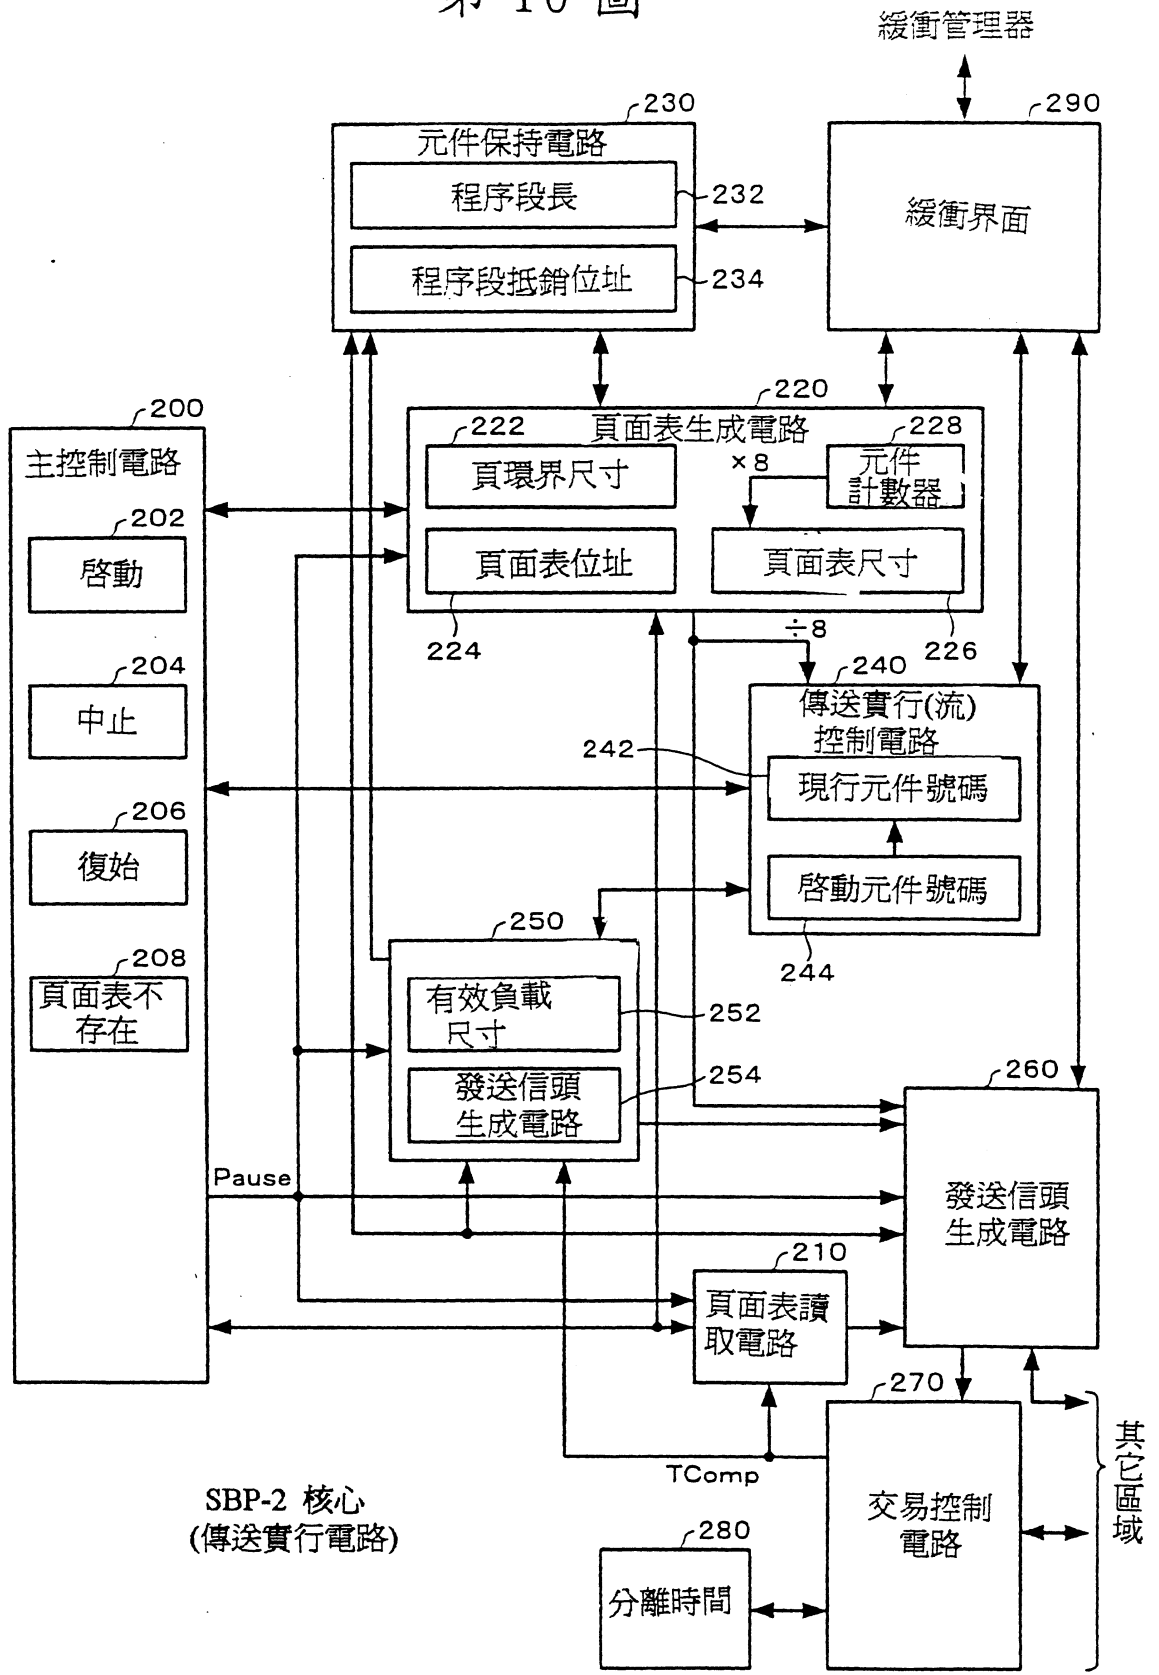 第 10 圖
緩衝管理器
230
290
元件保持電路
程序段長
232
緩衝界面
程序段抵銷位址
234
220
200
222
頁面表生成電路
228
主控制電路
頁環界尺寸
×8
元件
計數器
202
啓動
頁面表位址
頁面表尺寸
224
÷8
226
204
240
中止
傳送實行(流)
控制電路
242
現行元件號碼
206
復始
啓動元件號碼
250
244
208
頁面表不
存在
有效負載
尺寸
252
260
發送信頭
生成電路
254
Pause
發送信頭
生成電路
210
頁面表讀
取電路
270
TComp
其它區域
SBP-2 核心
(傳送實行電路)
交易控制
電路
280
分離時間